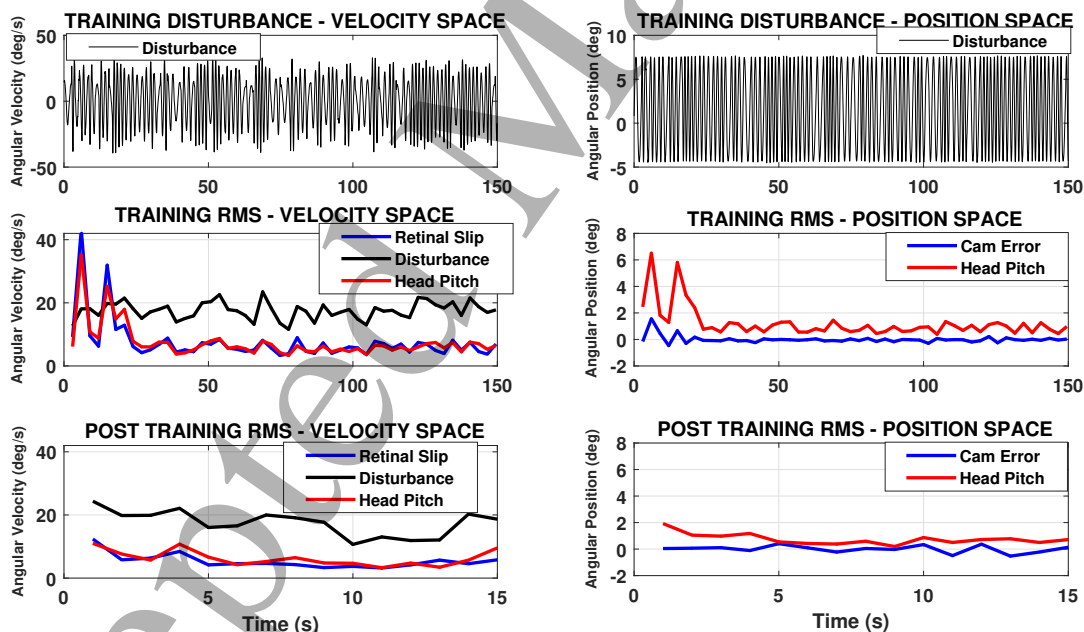 TRAINING DISTURBANCE - VELOCITY SPACE
Angular Velocity (deg/s)
50
0
-50
Disturbance
0 50 100 150
TRAINING DISTURBANCE - POSITION SPACE
Angular Position (deg)
10
5
0
-5
Disturbance
0 50 100 150
TRAINING RMS - VELOCITY SPACE
Angular Velocity (deg/s)
40
20
0
Retinal Slip
Disturbance
Head Pitch
0 50 100 150
TRAINING RMS - POSITION SPACE
Angular Position (deg)
8
6
4
2
0
-2
Cam Error
Head Pitch
0 50 100 150
POST TRAINING RMS - VELOCITY SPACE
Angular Velocity (deg/s)
40
20
0
Retinal Slip
Disturbance
Head Pitch
0 5 10 15
Time (s)
POST TRAINING RMS - POSITION SPACE
Angular Position (deg)
8
6
4
2
0
-2
Cam Error
Head Pitch
0 5 10 15
Time (s)